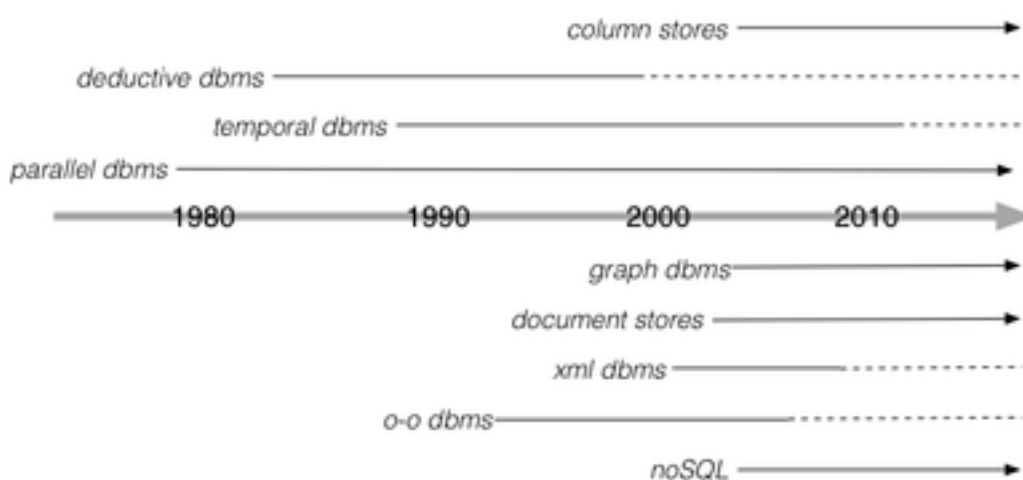 column stores
deductive dbms
temporal dbms
parallel dbms
1980 1990 2000 2010
graph dbms
document stores
xml dbms
o-o dbms
noSQL